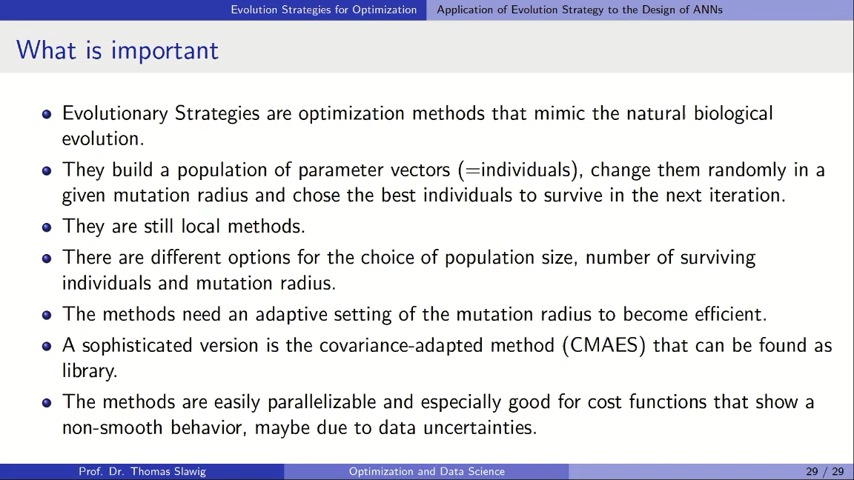 Evolution Strategies for Optimization Application of Evolution Strategy to the Design of ANNs
What is important
Evolutionary Strategies are optimization methods that mimic the natural biological
evolution.
They build a population of parameter vectors (=individuals), change them randomly in a
given mutation radius and chose the best individuals to survive in the next iteration.
They are still local methods.
There are different options for the choice of population size, number of surviving
individuals and mutation radius.
The methods need an adaptive setting of the mutation radius to become efficient.
A sophisticated version is the covariance-adapted method (CMAES) that can be found as
library.
The methods are easily parallelizable and especially good for cost functions that show a
non-smooth behavior, maybe due to data uncertainties.
Prof. Dr. Thomas Slawig Optimization and Data Science 29 / 29